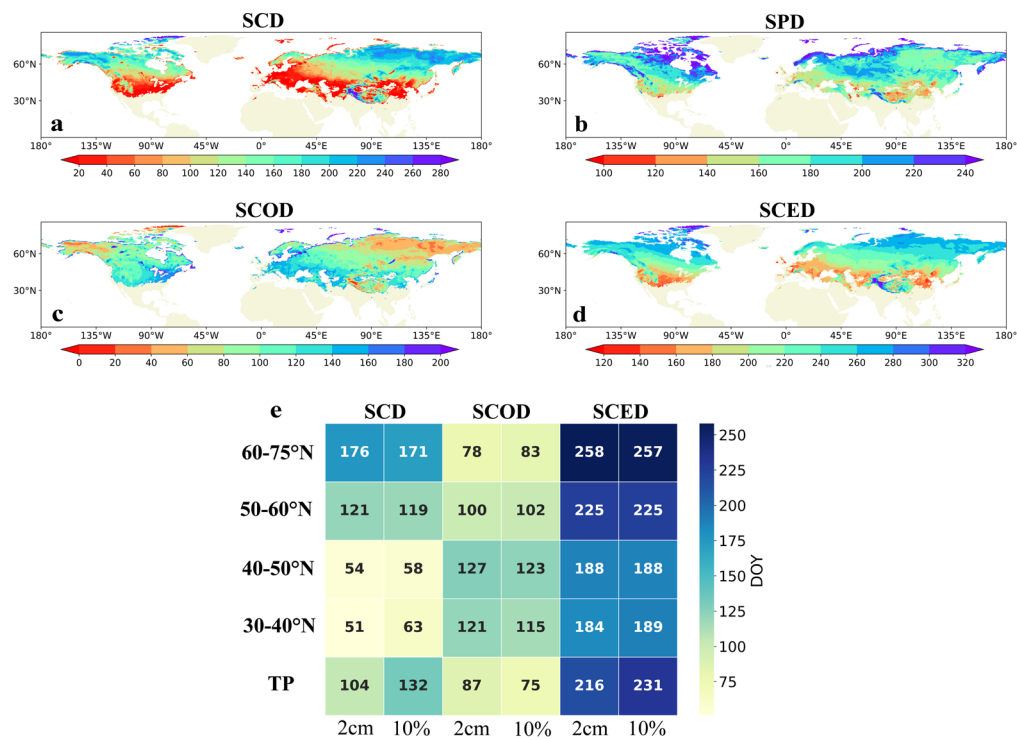 SCD SPD
60°N 60°N
30°N 30°N
a b
180° 135°W 90°W 45°W 0° 45°E 90°E 135°E 180° 180° 135°W 90°W 45°W 0° 45°E 90°E 135°E 180°
20 40 60 80 100 120 140 160 180 200 220 240 260 280 100 120 140 160 180 200 220 240
SCOD SCED
60°N 60°N
30°N 30°N
c d
180° 135°W 90°W 45°W 0° 45°E 90°E 135°E 180° 180° 135°W 90°W 45°W 0° 45°E 90°E 135°E 180°
0 20 40 60 80 100 120 140 160 180 200 120 140 160 180 200 220 240 260 280 300 320
e SCD SCOD SCED
60-75°N 176 171 78 83 258 257 250
225
50-60°N 121 119 100 102 225 225 200
175
40-50°N 54 58 127 123 188 188 150
DOY
125
30-40°N 51 63 121 115 184 189 100
TP 104 132 87 75 216 231 75
2cm 10% 2cm 10% 2cm 10%